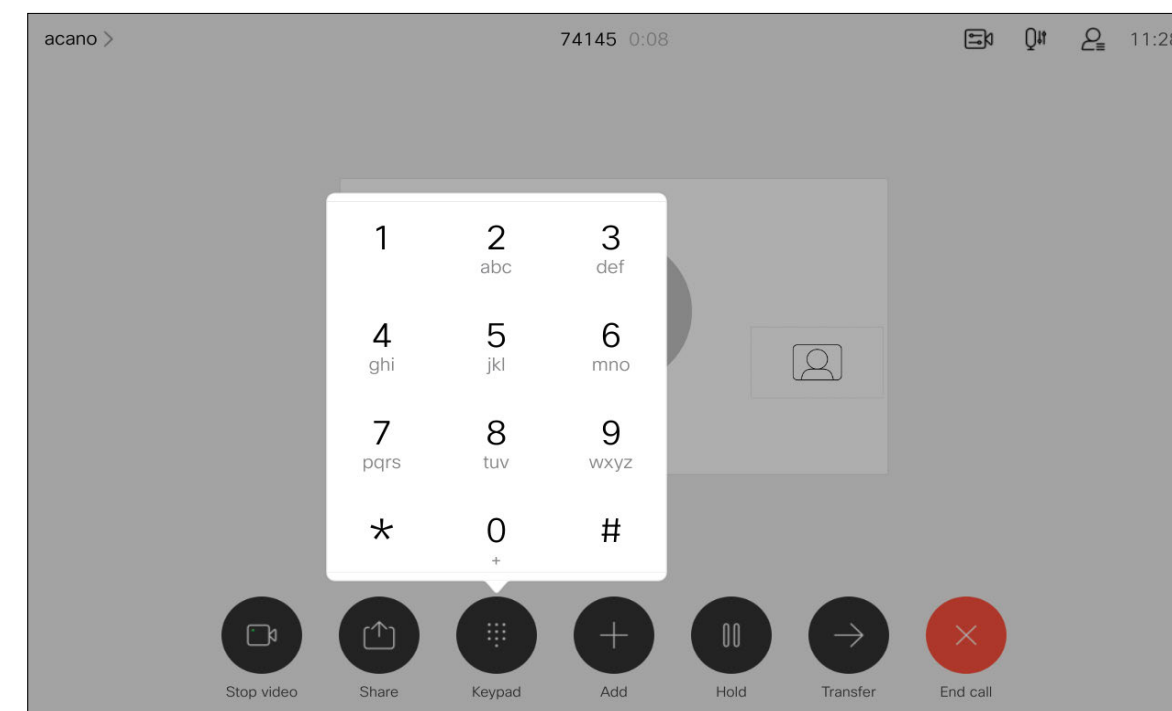 acano >
74145 0:08
11:28
1 2 3
abc def
4 5 6
ghi jkl mno
7 8 9
pqrs tuv wxyz
* 0 #
+
Stop video Share Keypad Add Hold Transfer End call